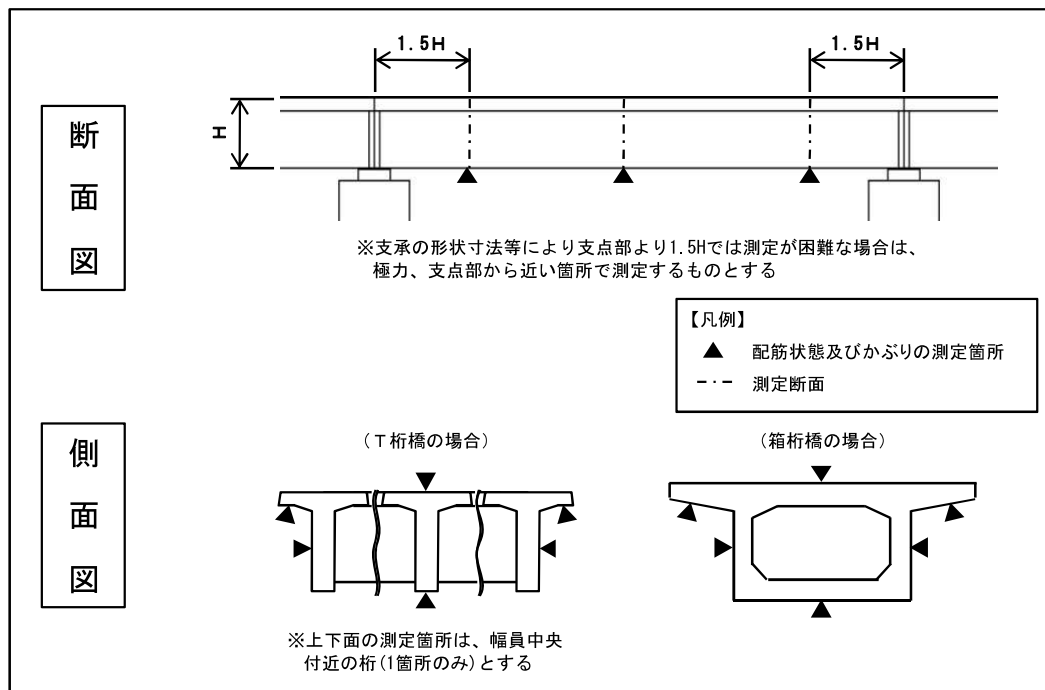 断面図
1.5H
1.5H
H
※支承の形状寸法等により支点部より1.5Hでは測定が困難な場合は、
極力、支点部から近い箇所で測定するものとする
【凡例】
▲ 配筋状態及びかぶりの測定箇所
-・- 測定断面
側面図
(T桁橋の場合)
(箱桁橋の場合)
※上下面の測定箇所は、幅員中央
付近の桁(1箇所のみ)とする